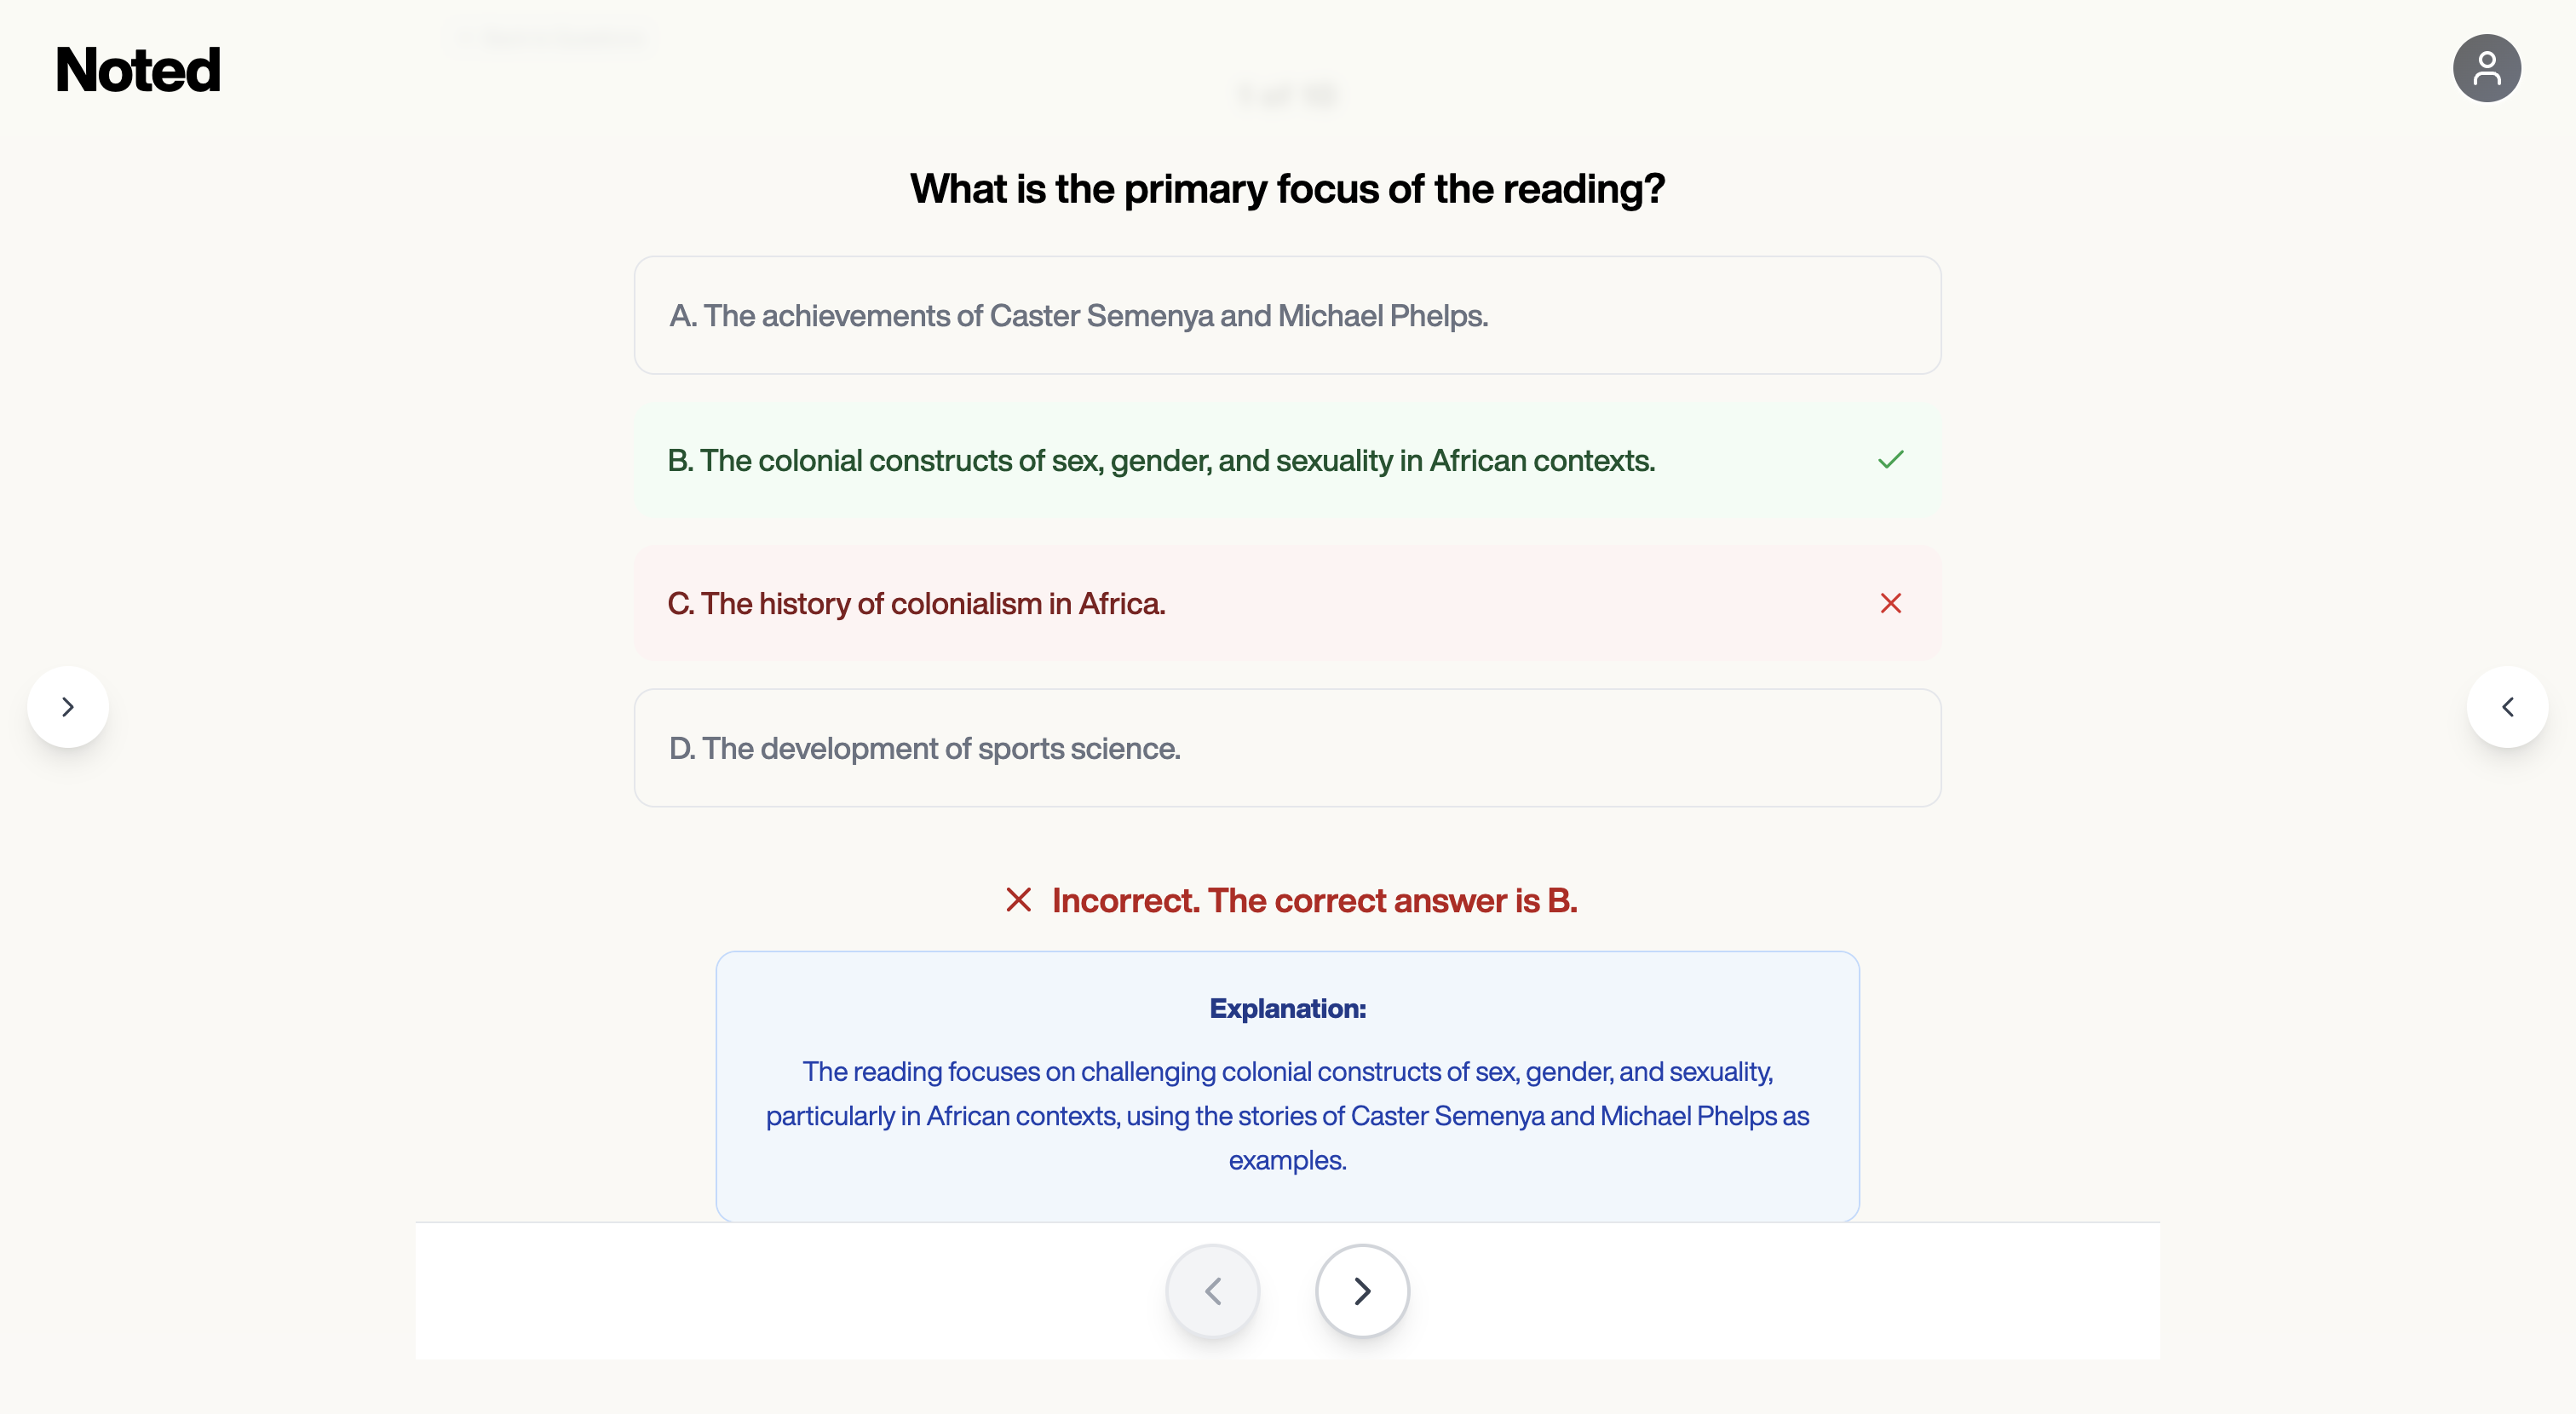 Noted
1 of 15
What is the primary focus of the reading?
A. The achievements of Caster Semenya and Michael Phelps.
B. The colonial constructs of sex, gender, and sexuality in African contexts.
C. The history of colonialism in Africa.
D. The development of sports science.
Incorrect. The correct answer is B.
Explanation:
The reading focuses on challenging colonial constructs of sex, gender, and sexuality,
particularly in African contexts, using the stories of Caster Semenya and Michael Phelps as
examples.